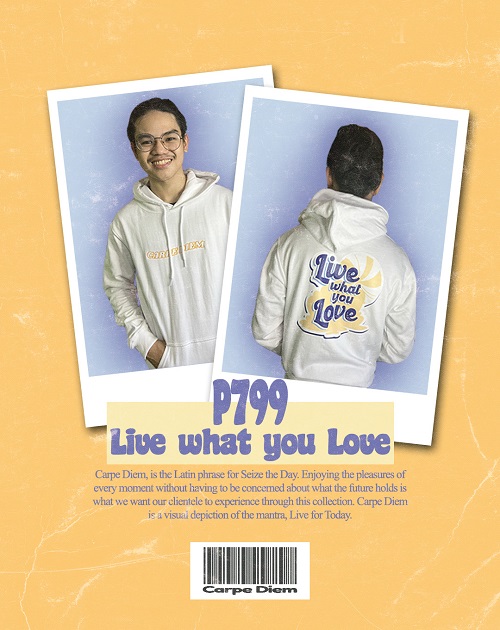 CARPE DIEM
Live
what
you
Love
P799
Live what you Love
Carpe Diem, is the Latin phrase for Seize the Day. Enjoying the pleasures of
every moment without having to be concerned about what the future holds is
what we want our clientele to experience through this collection. Carpe Diem
is a visual depiction of the mantra, Live for Today.
Carpe Diem